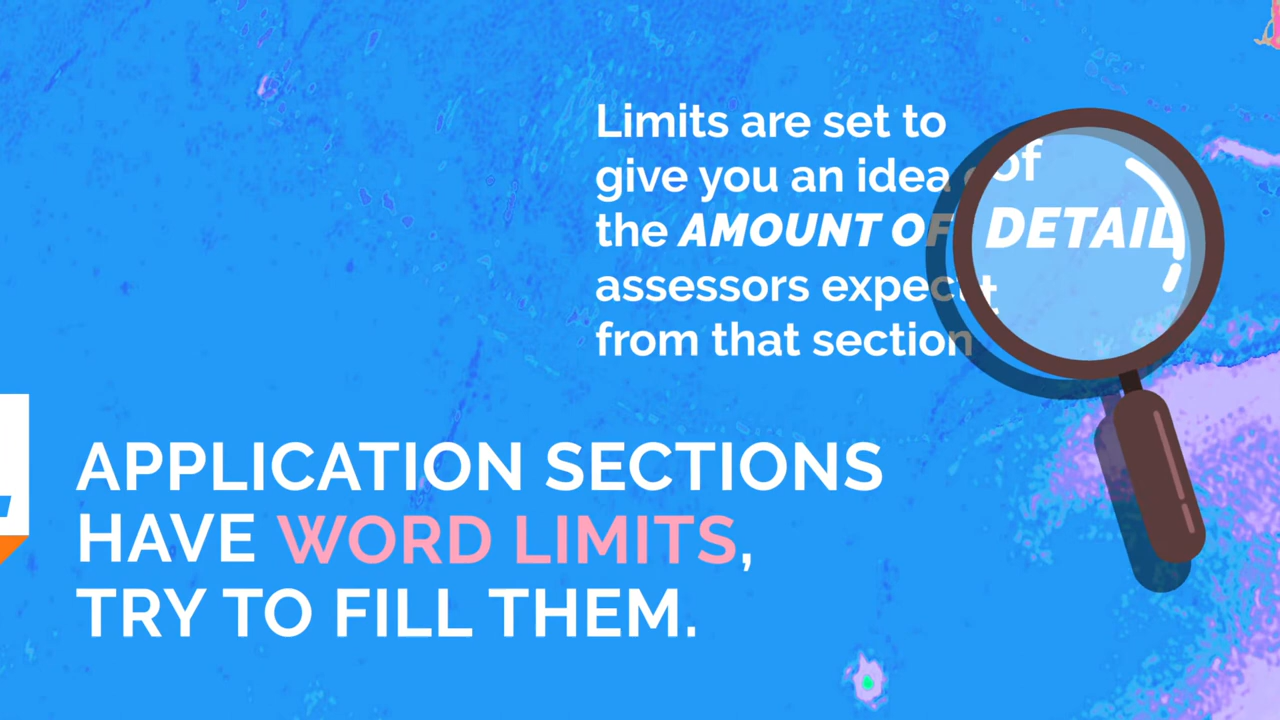 Limits are set to
give you an idea of
the AMOUNT OF DETAIL
assessors expect
from that section
APPLICATION SECTIONS
HAVE WORD LIMITS,
TRY TO FILL THEM.